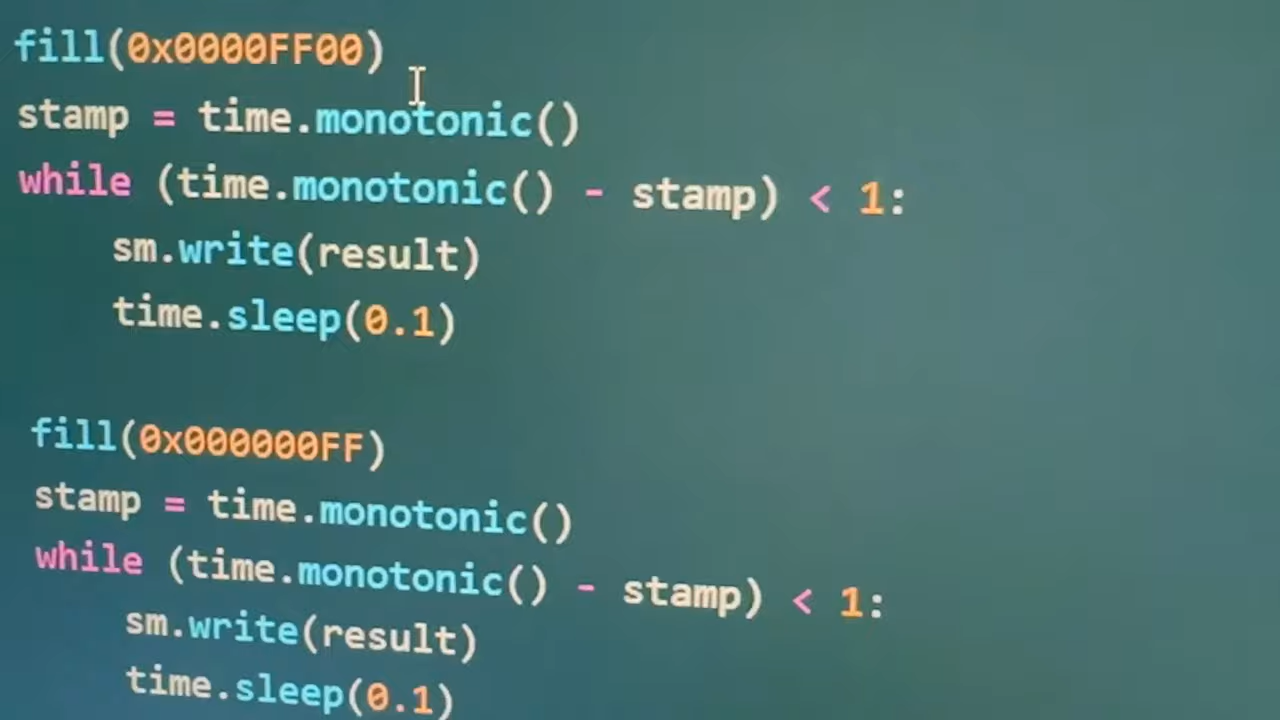 fill(0x0000FF00)
stamp = time.monotonic()
while (time.monotonic() - stamp) < 1:
    sm.write(result)
    time.sleep(0.1)

fill(0x000000FF)
stamp = time.monotonic()
while (time.monotonic() - stamp) < 1:
    sm.write(result)
    time.sleep(0.1)